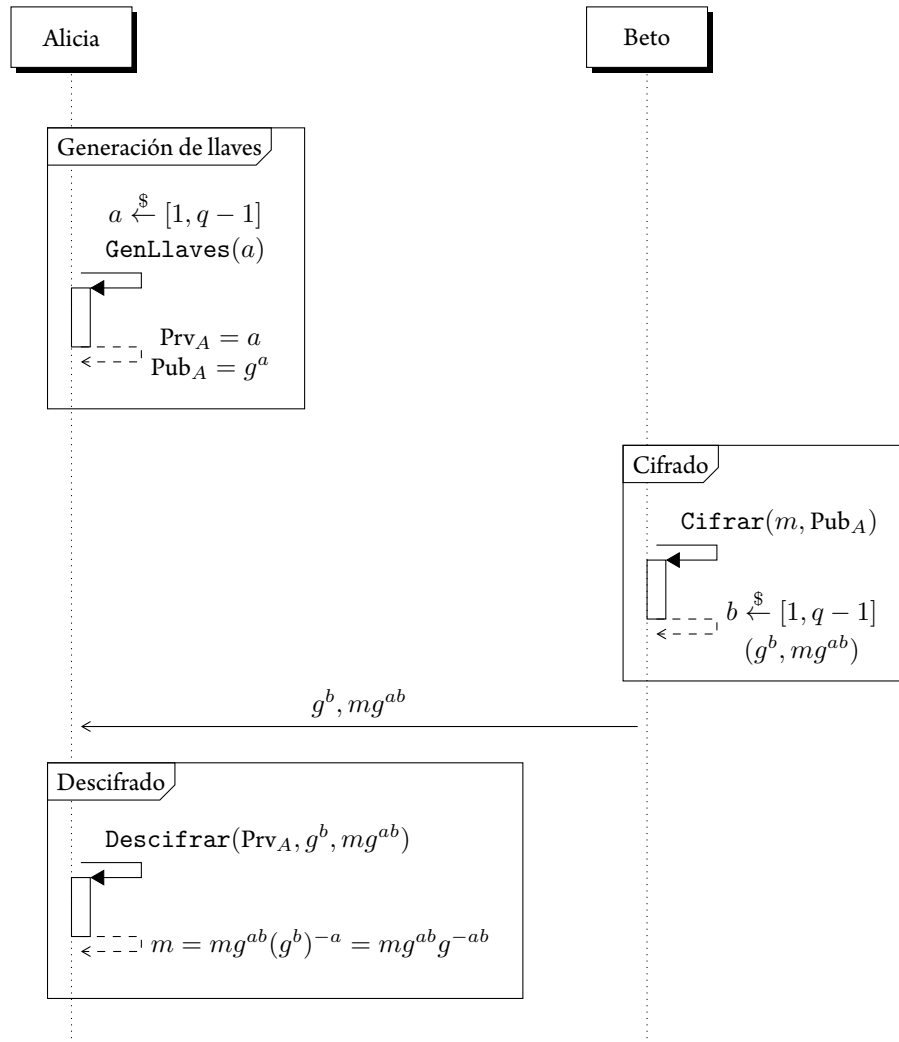 Alicia
Beto
Generación de llaves
a ←$ [1, q − 1]
GenLlaves(a)
Prv_A = a
Pub_A = g^a
Cifrado
Cifrar(m, Pub_A)
b ←$ [1, q − 1]
(g^b, mg^{ab})
g^b, mg^{ab}
Descifrado
Descifrar(Prv_A, g^b, mg^{ab})
m = mg^{ab}(g^b)^{−a} = mg^{ab}g^{−ab}